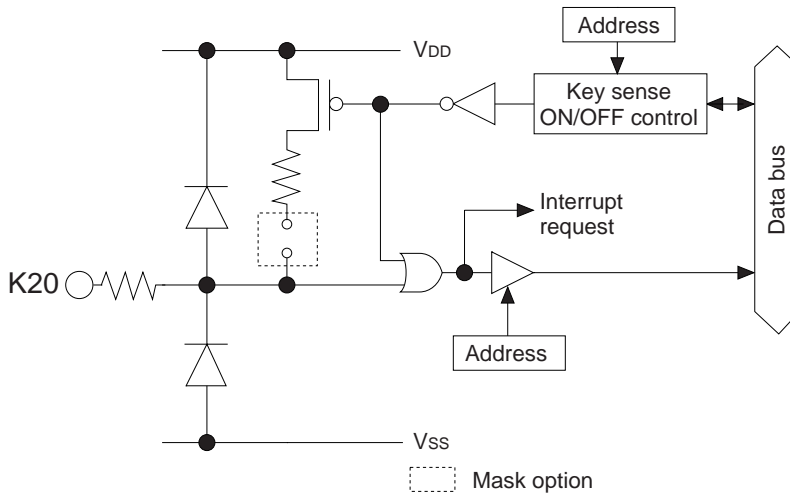 Address
VDD
Key sense
ON/OFF control
Data bus
Interrupt
request
K20
Address
VSS
Mask option